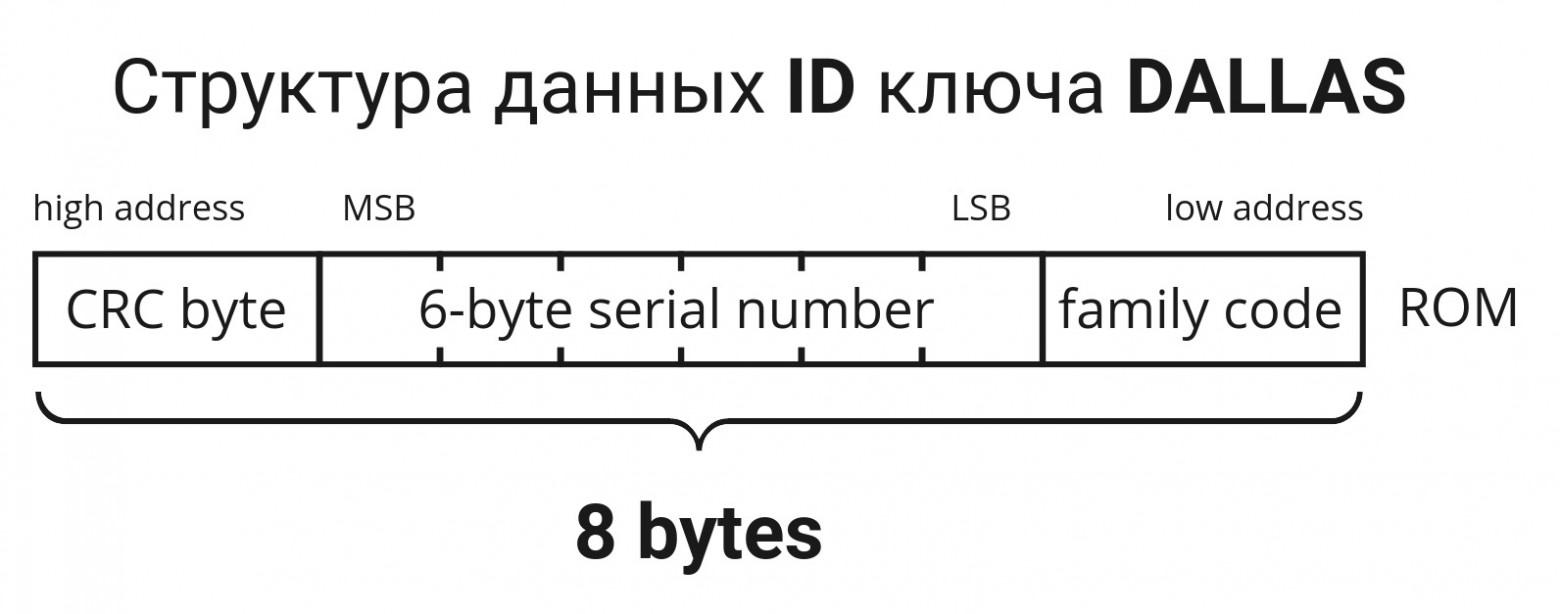 Структура данных ID ключа DALLAS
high address MSB LSB low address
CRC byte 6-byte serial number family code ROM
8 bytes